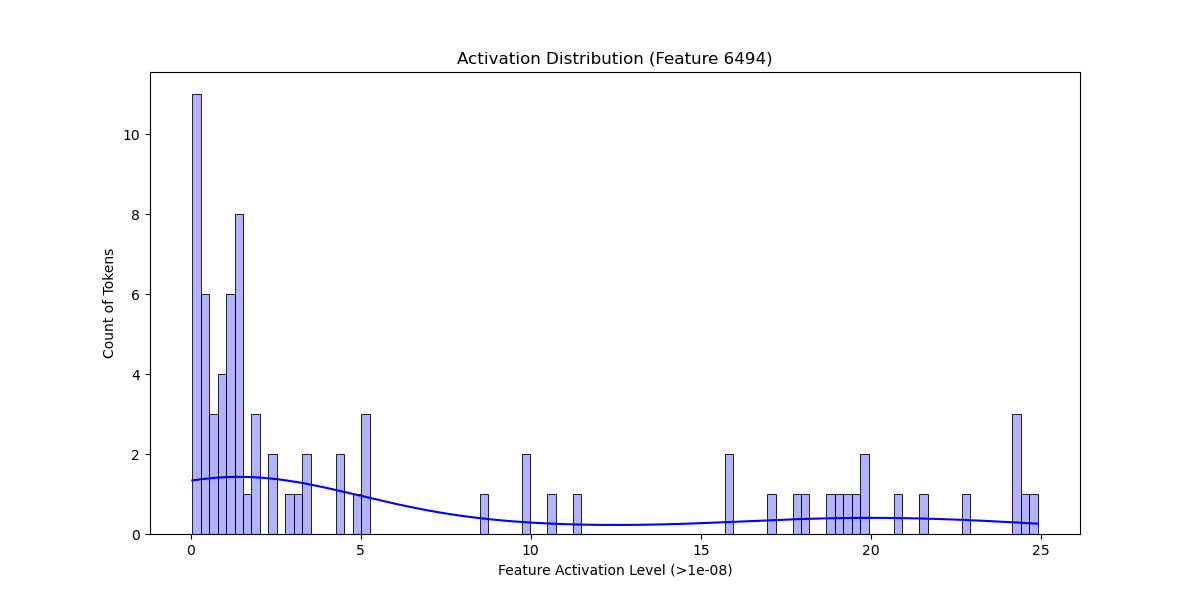 Activation Distribution (Feature 6494)
Count of Tokens
10
8
6
4
2
0
0 5 10 15 20 25
Feature Activation Level (>1e-08)